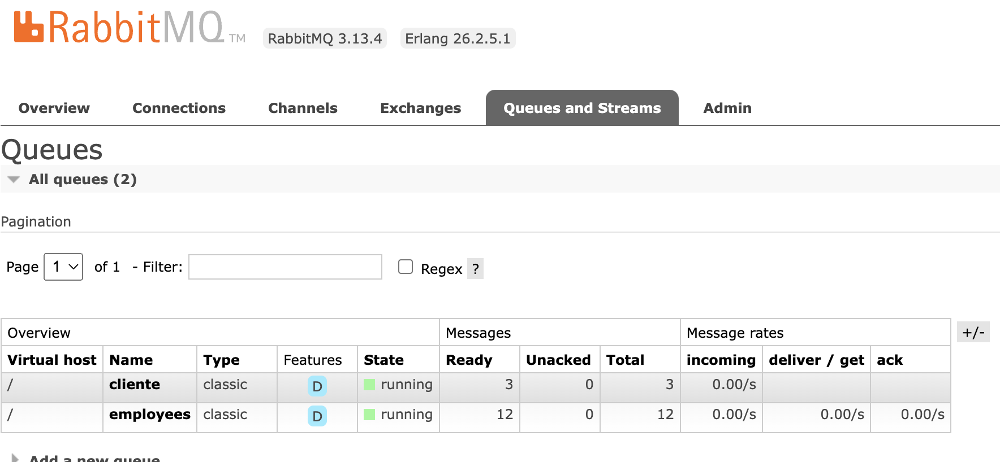 RabbitMQ TM RabbitMQ 3.13.4 Erlang 26.2.5.1
Overview Connections Channels Exchanges Queues and Streams Admin
Queues
All queues (2)
Pagination
Page 1 of 1 - Filter: Regex ?
Overview Messages Message rates +/-
Virtual host Name Type Features State Ready Unacked Total incoming deliver / get ack
/ cliente classic D running 3 0 3 0.00/s
/ employees classic D running 12 0 12 0.00/s 0.00/s 0.00/s
Add a new queue